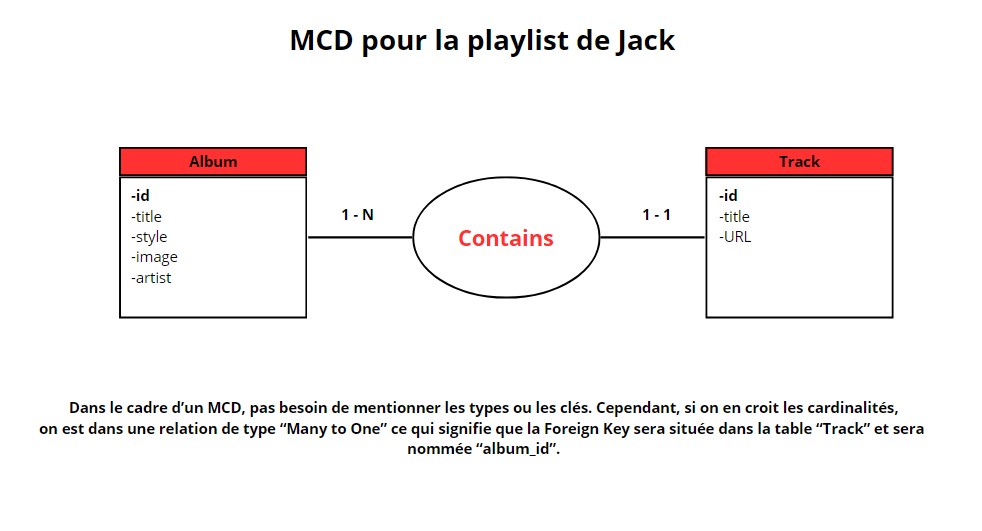 MCD pour la playlist de Jack
Album
-id
-title
-style
-image
-artist
1 - N
Contains
1 - 1
Track
-id
-title
-URL
Dans le cadre d’un MCD, pas besoin de mentionner les types ou les clés. Cependant, si on en croit les cardinalités,
on est dans une relation de type “Many to One” ce qui signifie que la Foreign Key sera située dans la table “Track” et sera
nommée “album_id”.